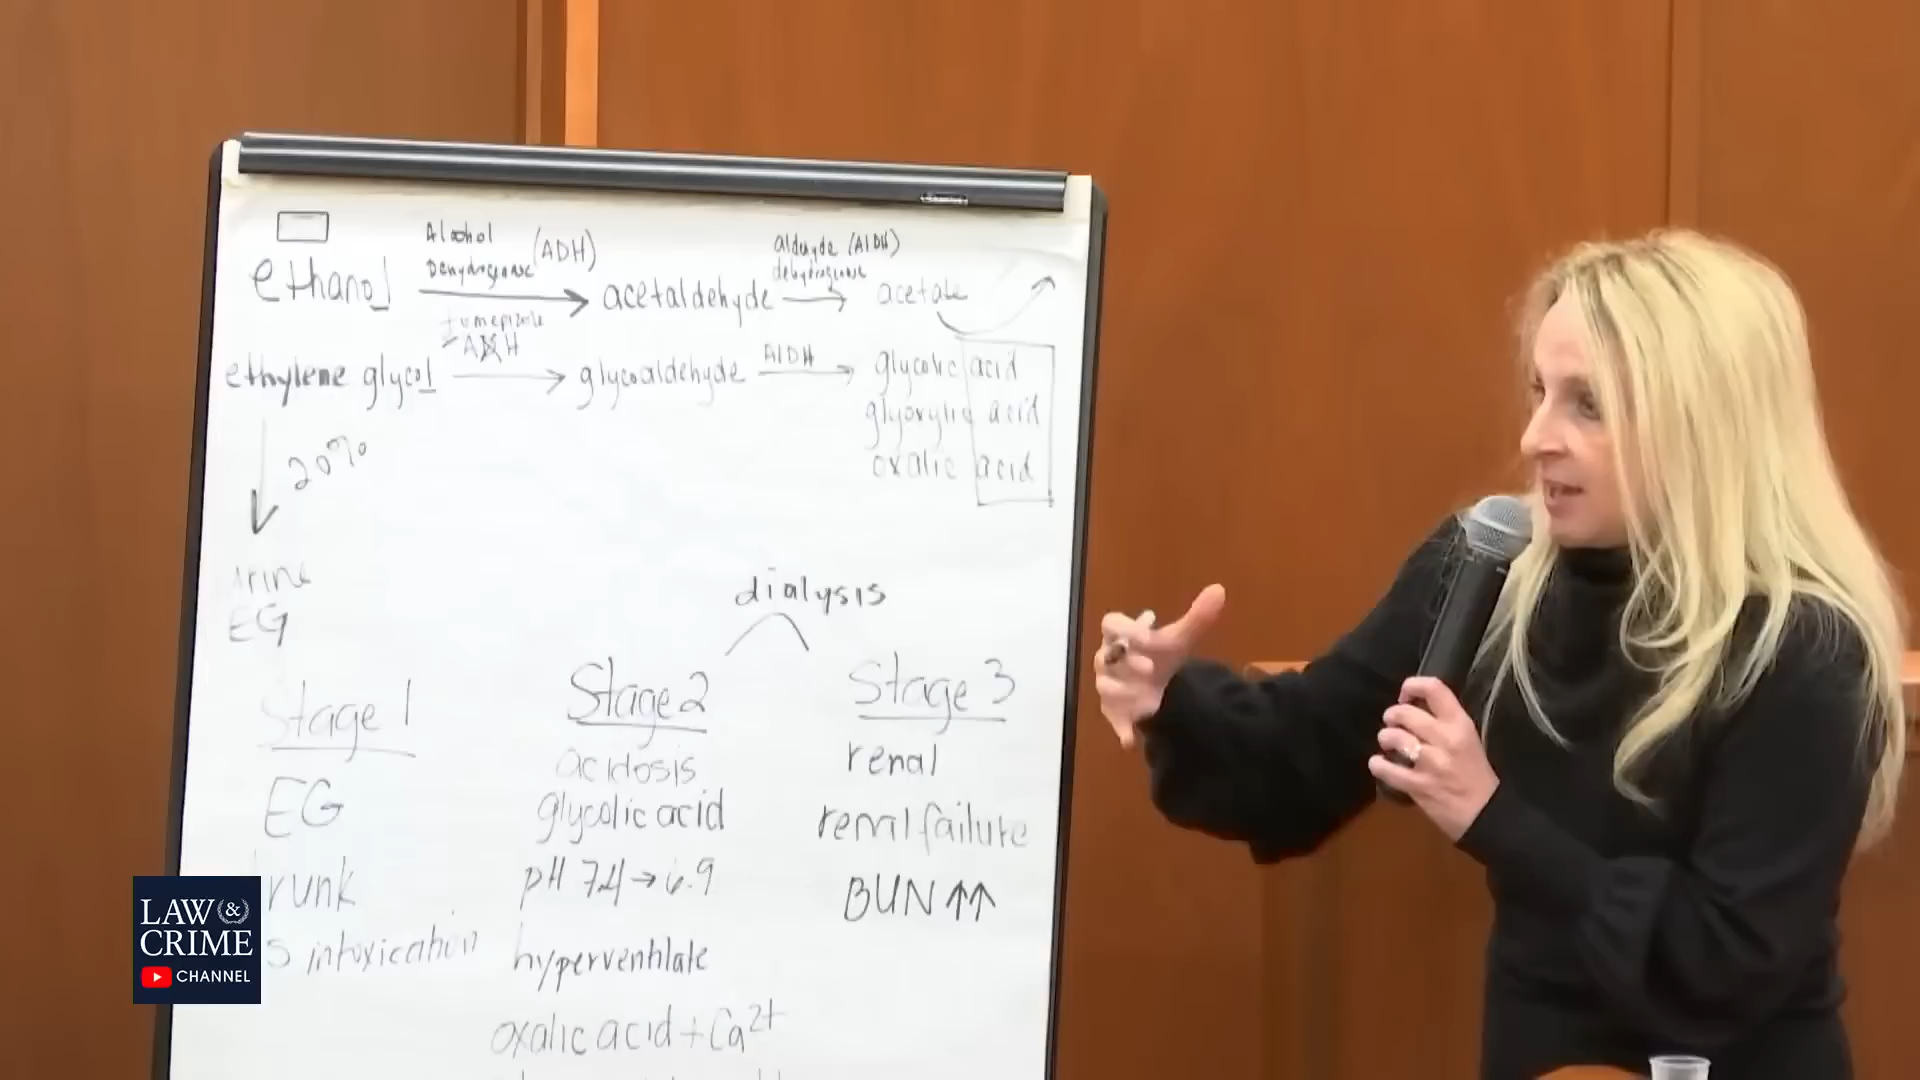 Alcohol
Dehydrogenase (ADH)
ethanol
acetaldehyde
aldehyde (AlDH)
dehydrogenase
acetate
fomepizole
ADH
ethylene glycol
glycoaldehyde
AlDH
glycolic acid
glyoxylic acid
oxalic acid
20%
urine
EG
dialysis
Stage 1
EG
runk
s intoxication
Stage 2
acidosis
glycolic acid
pH 7.4 → 6.9
hyperventilate
oxalic acid + Ca2+
Stage 3
renal
renal failure
BUN ↑↑
LAW &
CRIME
CHANNEL